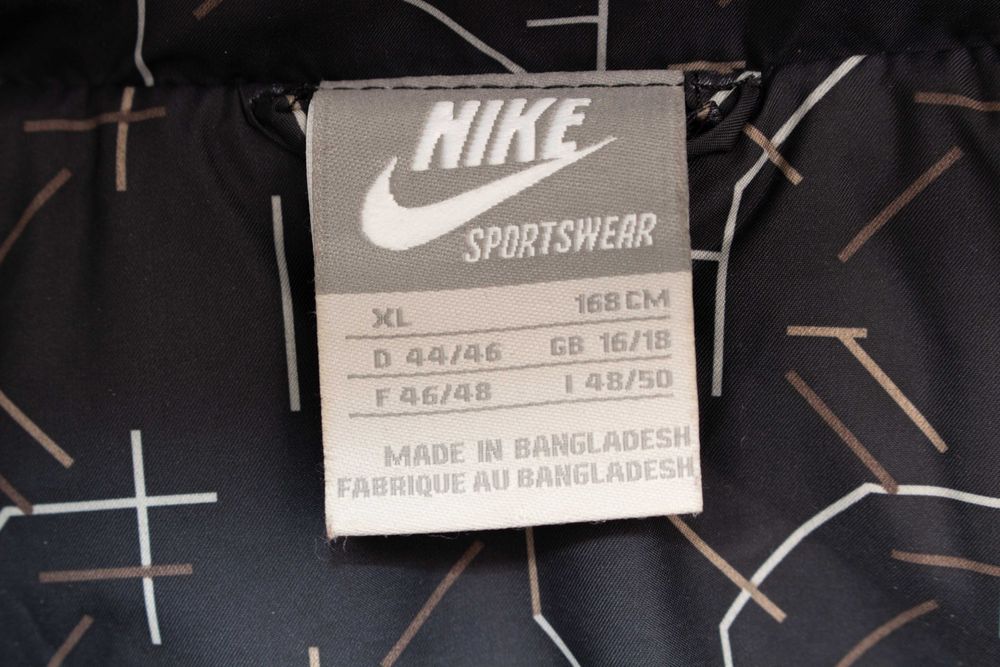 NIKE
SPORTSWEAR
XL 168 CM
D 44/46 GB 16/18
F 46/48 I 48/50
MADE IN BANGLADESH
FABRIQUE AU BANGLADESH